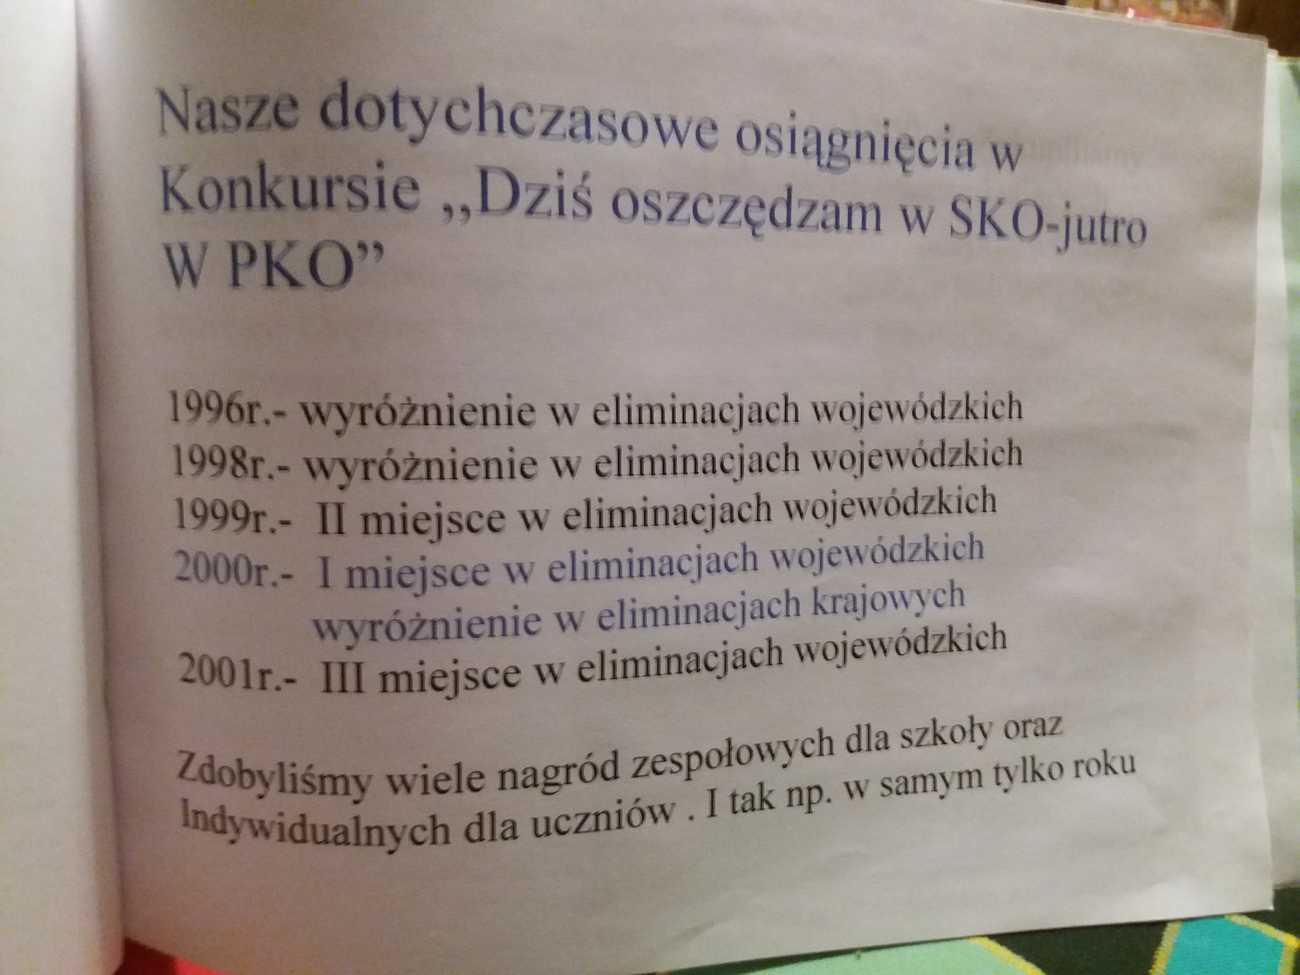 Nasze dotychczasowe osiągnięcia w
Konkursie ,,Dziś oszczędzam w SKO-jutro
W PKO”
1996r.- wyróżnienie w eliminacjach wojewódzkich
1998r.- wyróżnienie w eliminacjach wojewódzkich
1999r.- II miejsce w eliminacjach wojewódzkich
2000r.- I miejsce w eliminacjach wojewódzkich
wyróżnienie w eliminacjach krajowych
2001r.- III miejsce w eliminacjach wojewódzkich
Zdobyliśmy wiele nagród zespołowych dla szkoły oraz
Indywidualnych dla uczniów . I tak np. w samym tylko roku